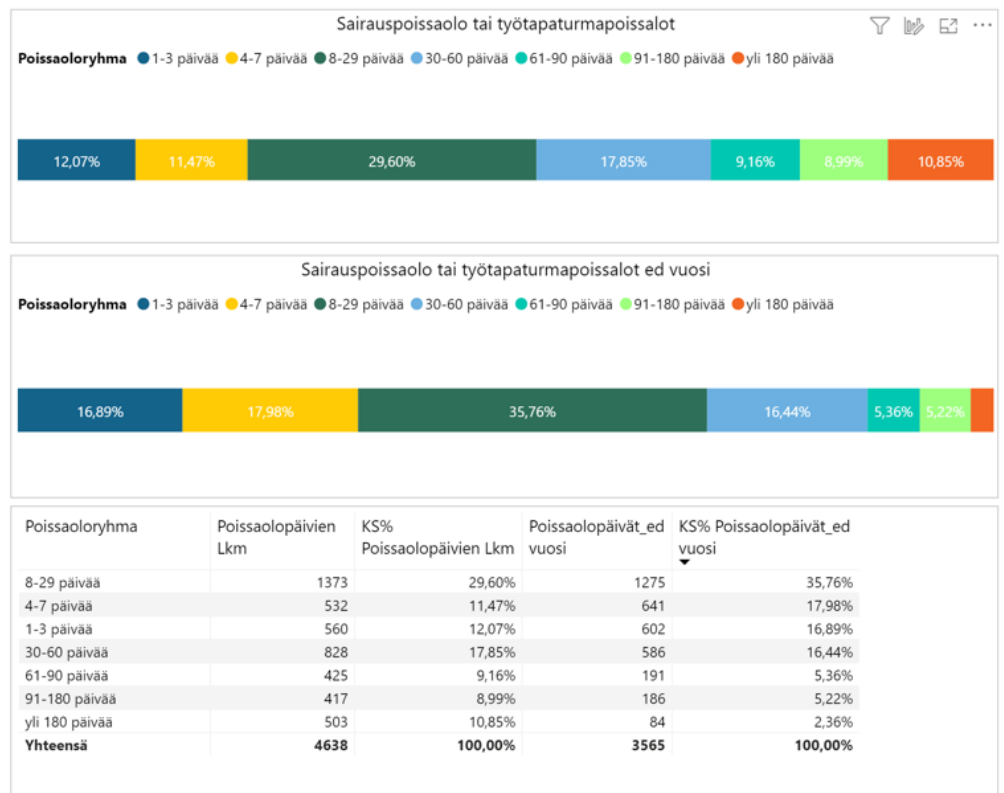 Sairauspoissaolo tai työtapaturmapoissalot
Poissaoloryhma 1-3 päivää 4-7 päivää 8-29 päivää 30-60 päivää 61-90 päivää 91-180 päivää yli 180 päivää
12,07% 11,47% 29,60% 17,85% 9,16% 8,99% 10,85%
Sairauspoissaolo tai työtapaturmapoissalot ed vuosi
Poissaoloryhma 1-3 päivää 4-7 päivää 8-29 päivää 30-60 päivää 61-90 päivää 91-180 päivää yli 180 päivää
16,89% 17,98% 35,76% 16,44% 5,36% 5,22%
Poissaoloryhma Poissaolopäivien KS% Poissaolopäivät_ed KS% Poissaolopäivät_ed
Lkm Poissaolopäivien Lkm vuosi vuosi
8-29 päivää 1373 29,60% 1275 35,76%
4-7 päivää 532 11,47% 641 17,98%
1-3 päivää 560 12,07% 602 16,89%
30-60 päivää 828 17,85% 586 16,44%
61-90 päivää 425 9,16% 191 5,36%
91-180 päivää 417 8,99% 186 5,22%
yli 180 päivää 503 10,85% 84 2,36%
Yhteensä 4638 100,00% 3565 100,00%